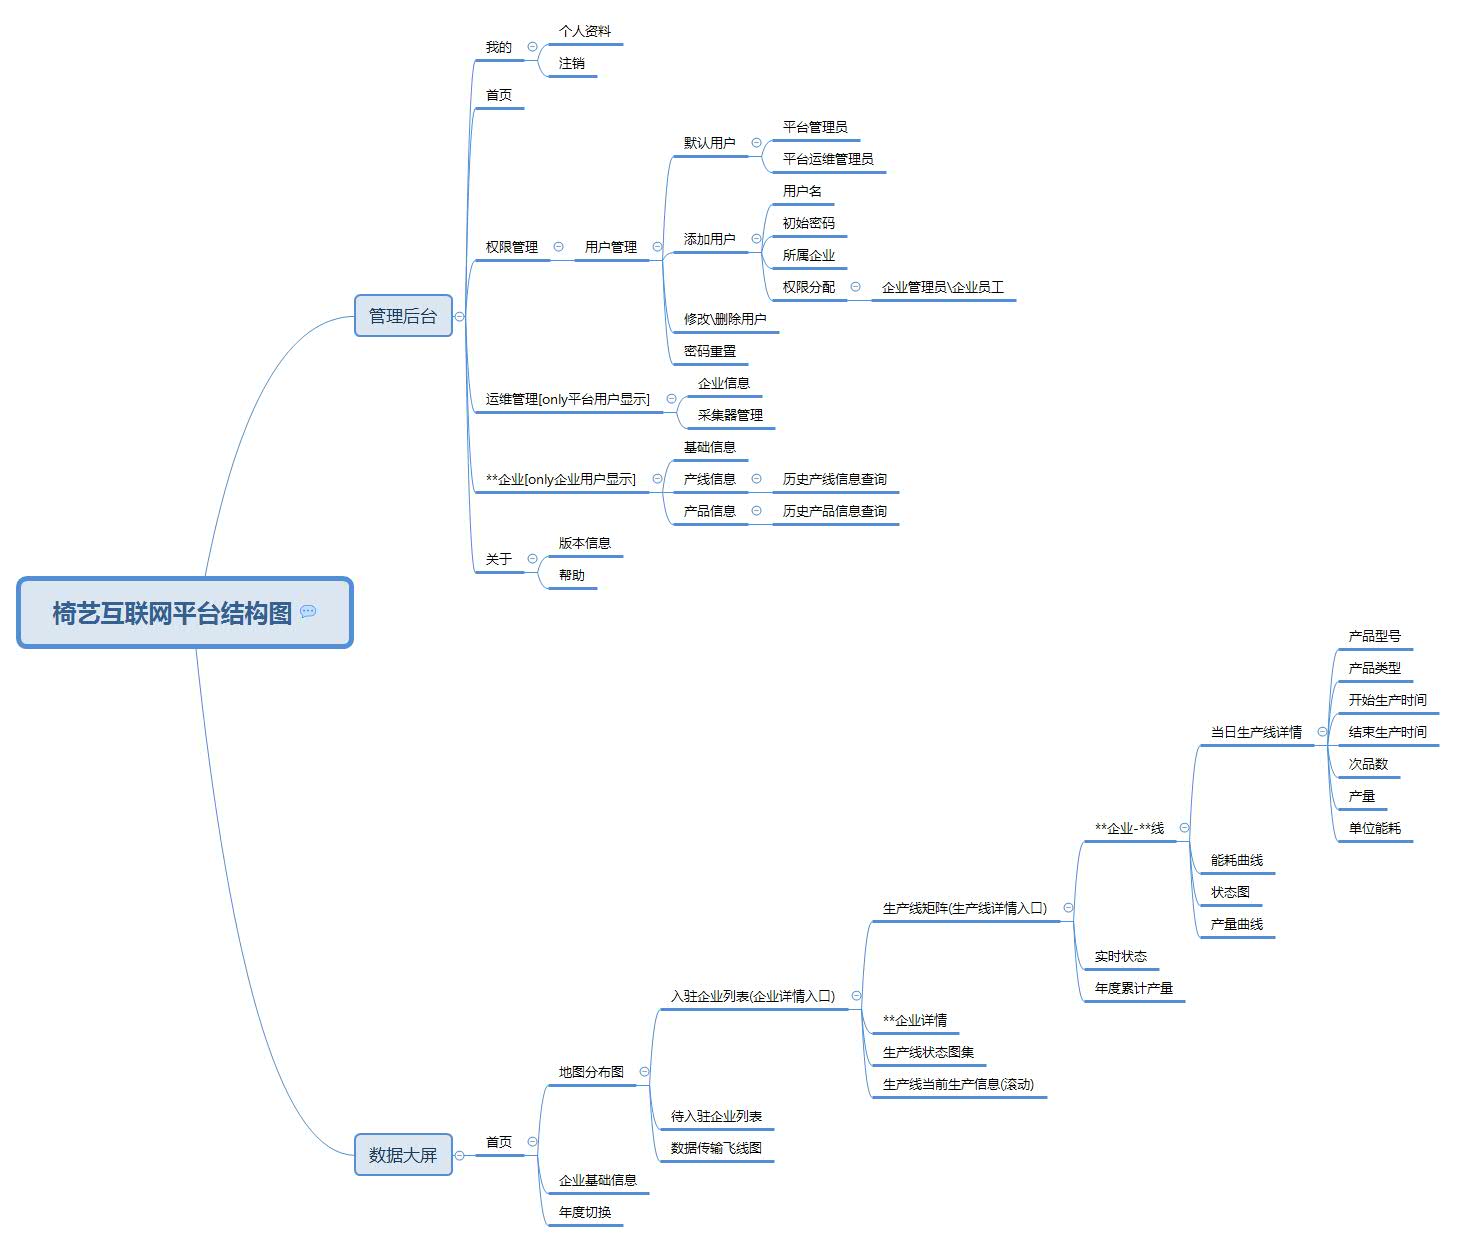 椅艺互联网平台结构图
管理后台
我的
个人资料
注销
首页
权限管理
用户管理
默认用户
平台管理员
平台运维管理员
添加用户
用户名
初始密码
所属企业
权限分配
企业管理员\企业员工
修改\删除用户
密码重置
运维管理[only平台用户显示]
企业信息
采集器管理
**企业[only企业用户显示]
基础信息
产线信息
历史产线信息查询
产品信息
历史产品信息查询
关于
版本信息
帮助
数据大屏
首页
地图分布图
入驻企业列表(企业详情入口)
生产线矩阵(生产线详情入口)
**企业-**线
当日生产线详情
产品型号
产品类型
开始生产时间
结束生产时间
次品数
产量
单位能耗
能耗曲线
状态图
产量曲线
实时状态
年度累计产量
**企业详情
生产线状态图集
生产线当前生产信息(滚动)
待入驻企业列表
数据传输飞线图
企业基础信息
年度切换